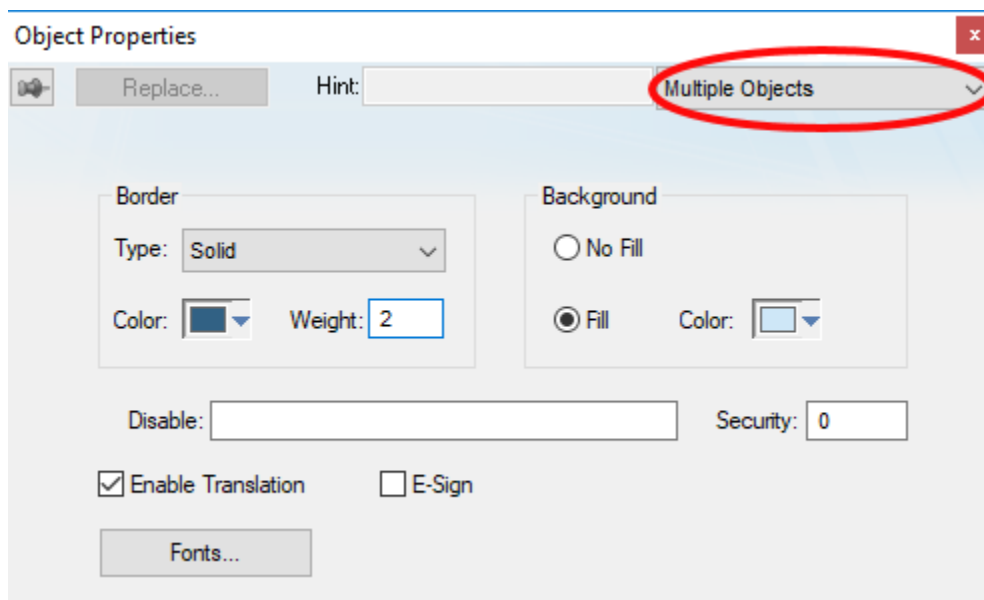 Object Properties
x
Replace... Hint: Multiple Objects
Border Background
Type: Solid No Fill
Color: Weight: 2 Fill Color:
Disable: Security: 0
Enable Translation E-Sign
Fonts...